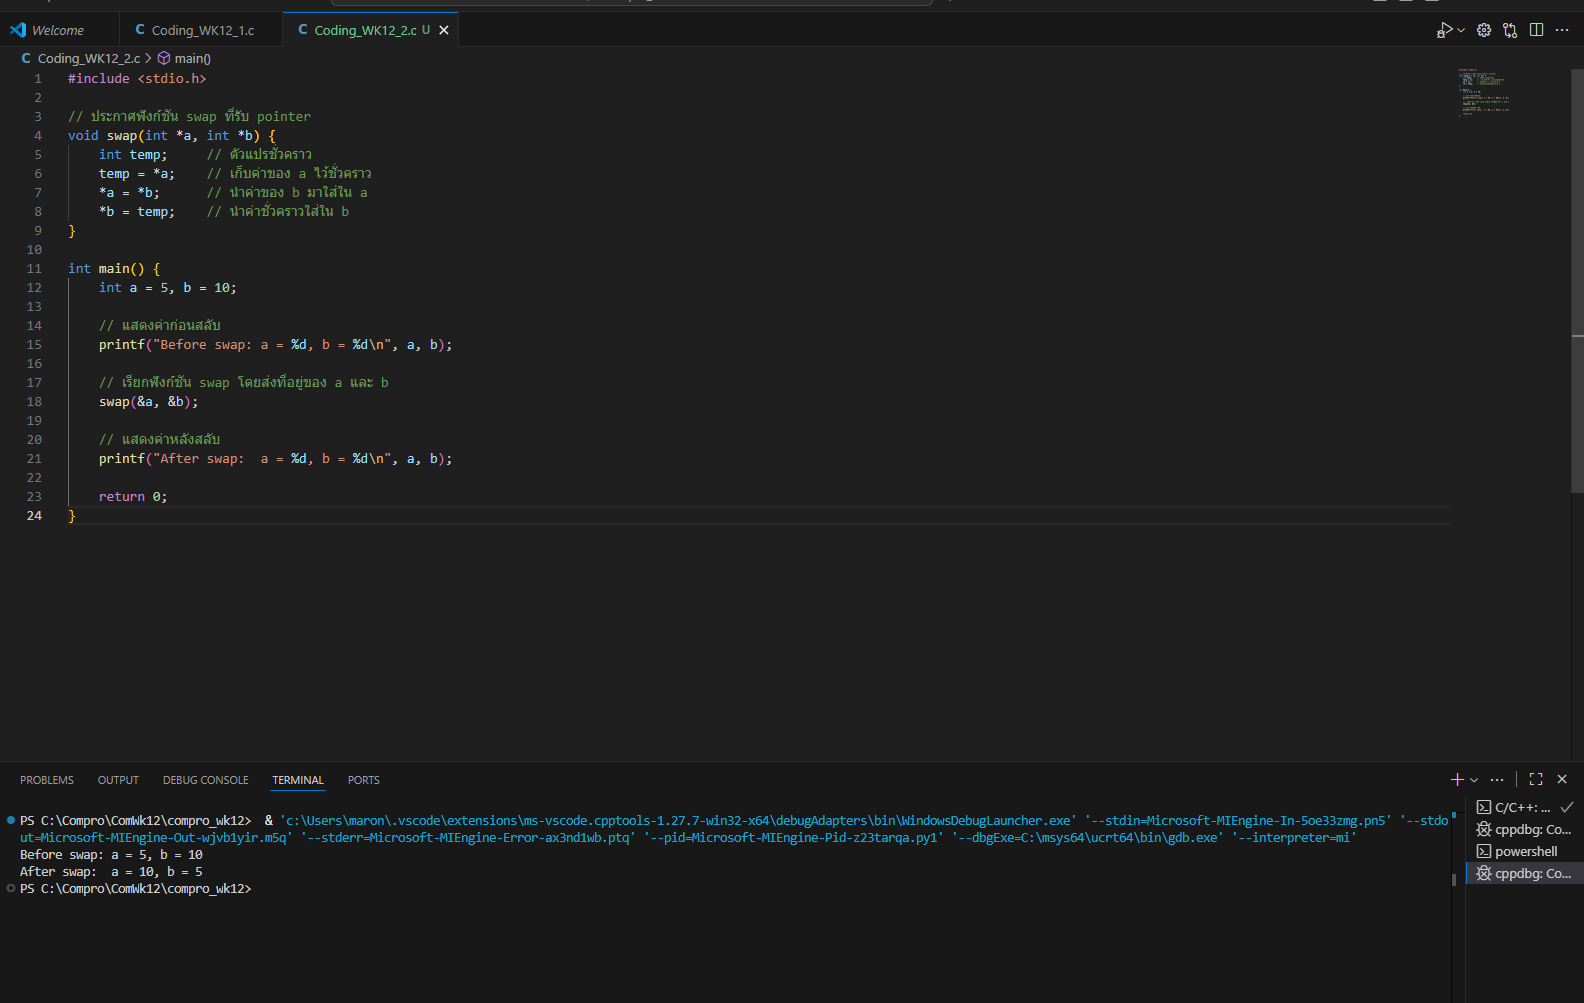 Welcome
C Coding_WK12_1.c
C Coding_WK12_2.c U
C Coding_WK12_2.c > main()
1 #include <stdio.h>
2
3 // ประกาศฟังก์ชัน swap ที่รับ pointer
4 void swap(int *a, int *b) {
5 int temp; // ตัวแปรชั่วคราว
6 temp = *a; // เก็บค่าของ a ไว้ชั่วคราว
7 *a = *b; // นำค่าของ b มาใส่ใน a
8 *b = temp; // นำค่าชั่วคราวใส่ใน b
9 }
10
11 int main() {
12 int a = 5, b = 10;
13
14 // แสดงค่าก่อนสลับ
15 printf("Before swap: a = %d, b = %d\n", a, b);
16
17 // เรียกฟังก์ชัน swap โดยส่งที่อยู่ของ a และ b
18 swap(&a, &b);
19
20 // แสดงค่าหลังสลับ
21 printf("After swap:  a = %d, b = %d\n", a, b);
22
23 return 0;
24 }
PROBLEMS OUTPUT DEBUG CONSOLE TERMINAL PORTS
PS C:\Compro\ComWk12\compro_wk12>  & 'c:\Users\maron\.vscode\extensions\ms-vscode.cpptools-1.27.7-win32-x64\debugAdapters\bin\WindowsDebugLauncher.exe' '--stdin=Microsoft-MIEngine-In-5oe33zmg.pn5' '--stdo
ut=Microsoft-MIEngine-Out-wjvb1yir.m5q' '--stderr=Microsoft-MIEngine-Error-ax3nd1wb.ptq' '--pid=Microsoft-MIEngine-Pid-z23tarqa.py1' '--dbgExe=C:\msys64\ucrt64\bin\gdb.exe' '--interpreter=mi'
Before swap: a = 5, b = 10
After swap:  a = 10, b = 5
PS C:\Compro\ComWk12\compro_wk12>
C/C++: ...
cppdbg: Co...
powershell
cppdbg: Co...